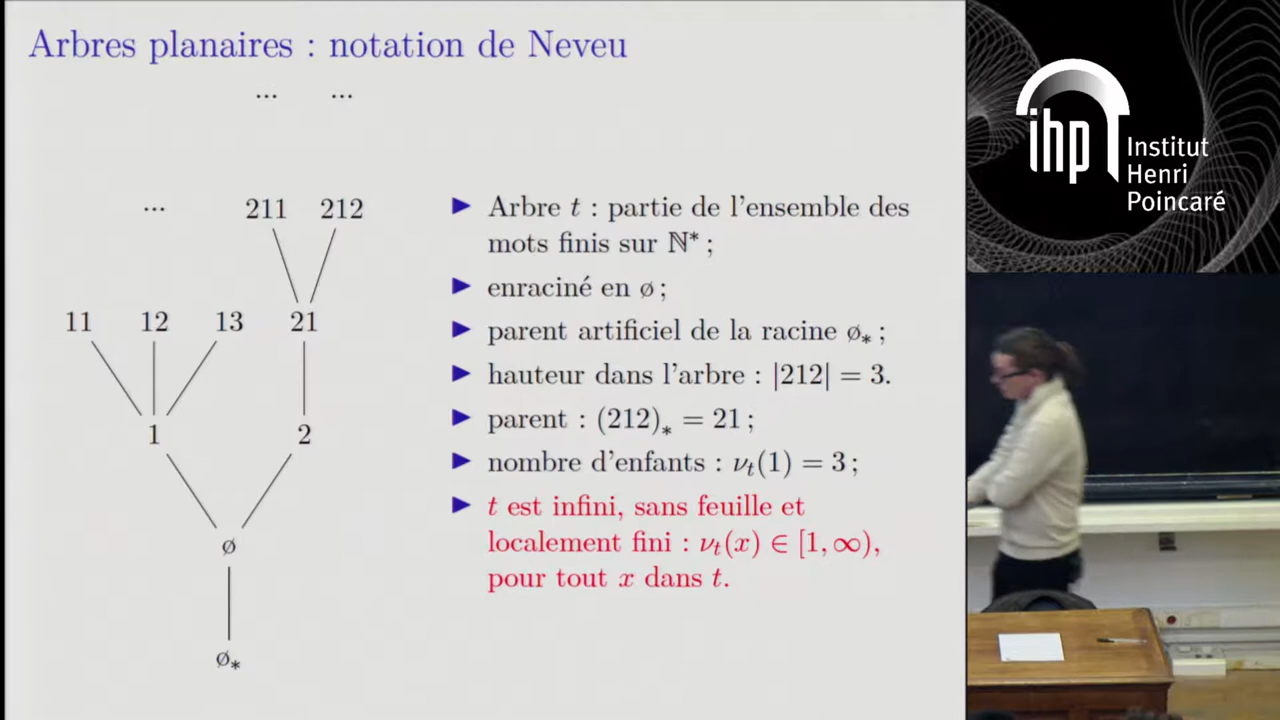 Arbres planaires : notation de Neveu
... ...
... 211 212
11 12 13 21
1 2
ø
ø*
▶ Arbre t : partie de l'ensemble des
mots finis sur ℕ* ;
▶ enraciné en ø ;
▶ parent artificiel de la racine ø* ;
▶ hauteur dans l'arbre : |212| = 3.
▶ parent : (212)* = 21 ;
▶ nombre d'enfants : νt(1) = 3 ;
▶ t est infini, sans feuille et
localement fini : νt(x) ∈ [1, ∞),
pour tout x dans t.
ihp
Institut
Henri
Poincaré